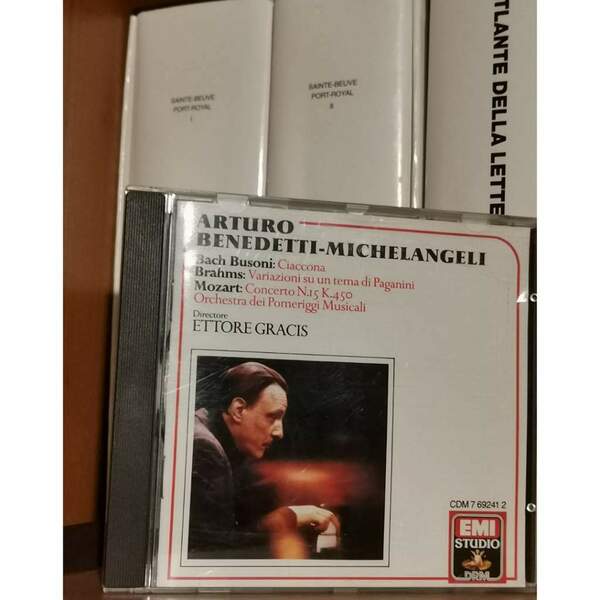 SAINTE-BEUVE
PORT-ROYAL
I
SAINTE-BEUVE
PORT-ROYAL
II
TLANTE DELLA LETTE
ARTURO
BENEDETTI-MICHELANGELI
Bach Busoni: Ciaccona
Brahms: Variazioni su un tema di Paganini
Mozart: Concerto N.15 K.450
Orchestra dei Pomeriggi Musicali
Direttore
ETTORE GRACIS
CDM 7 69241 2
EMI
STUDIO
DRM